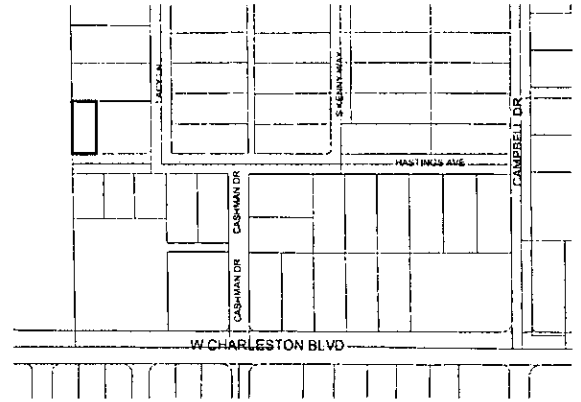 LACY LN
S KENNY WAY
CAMPBELL DR
HASTINGS AVE
CASHMAN DR
CASHMAN DR
W CHARLESTON BLVD